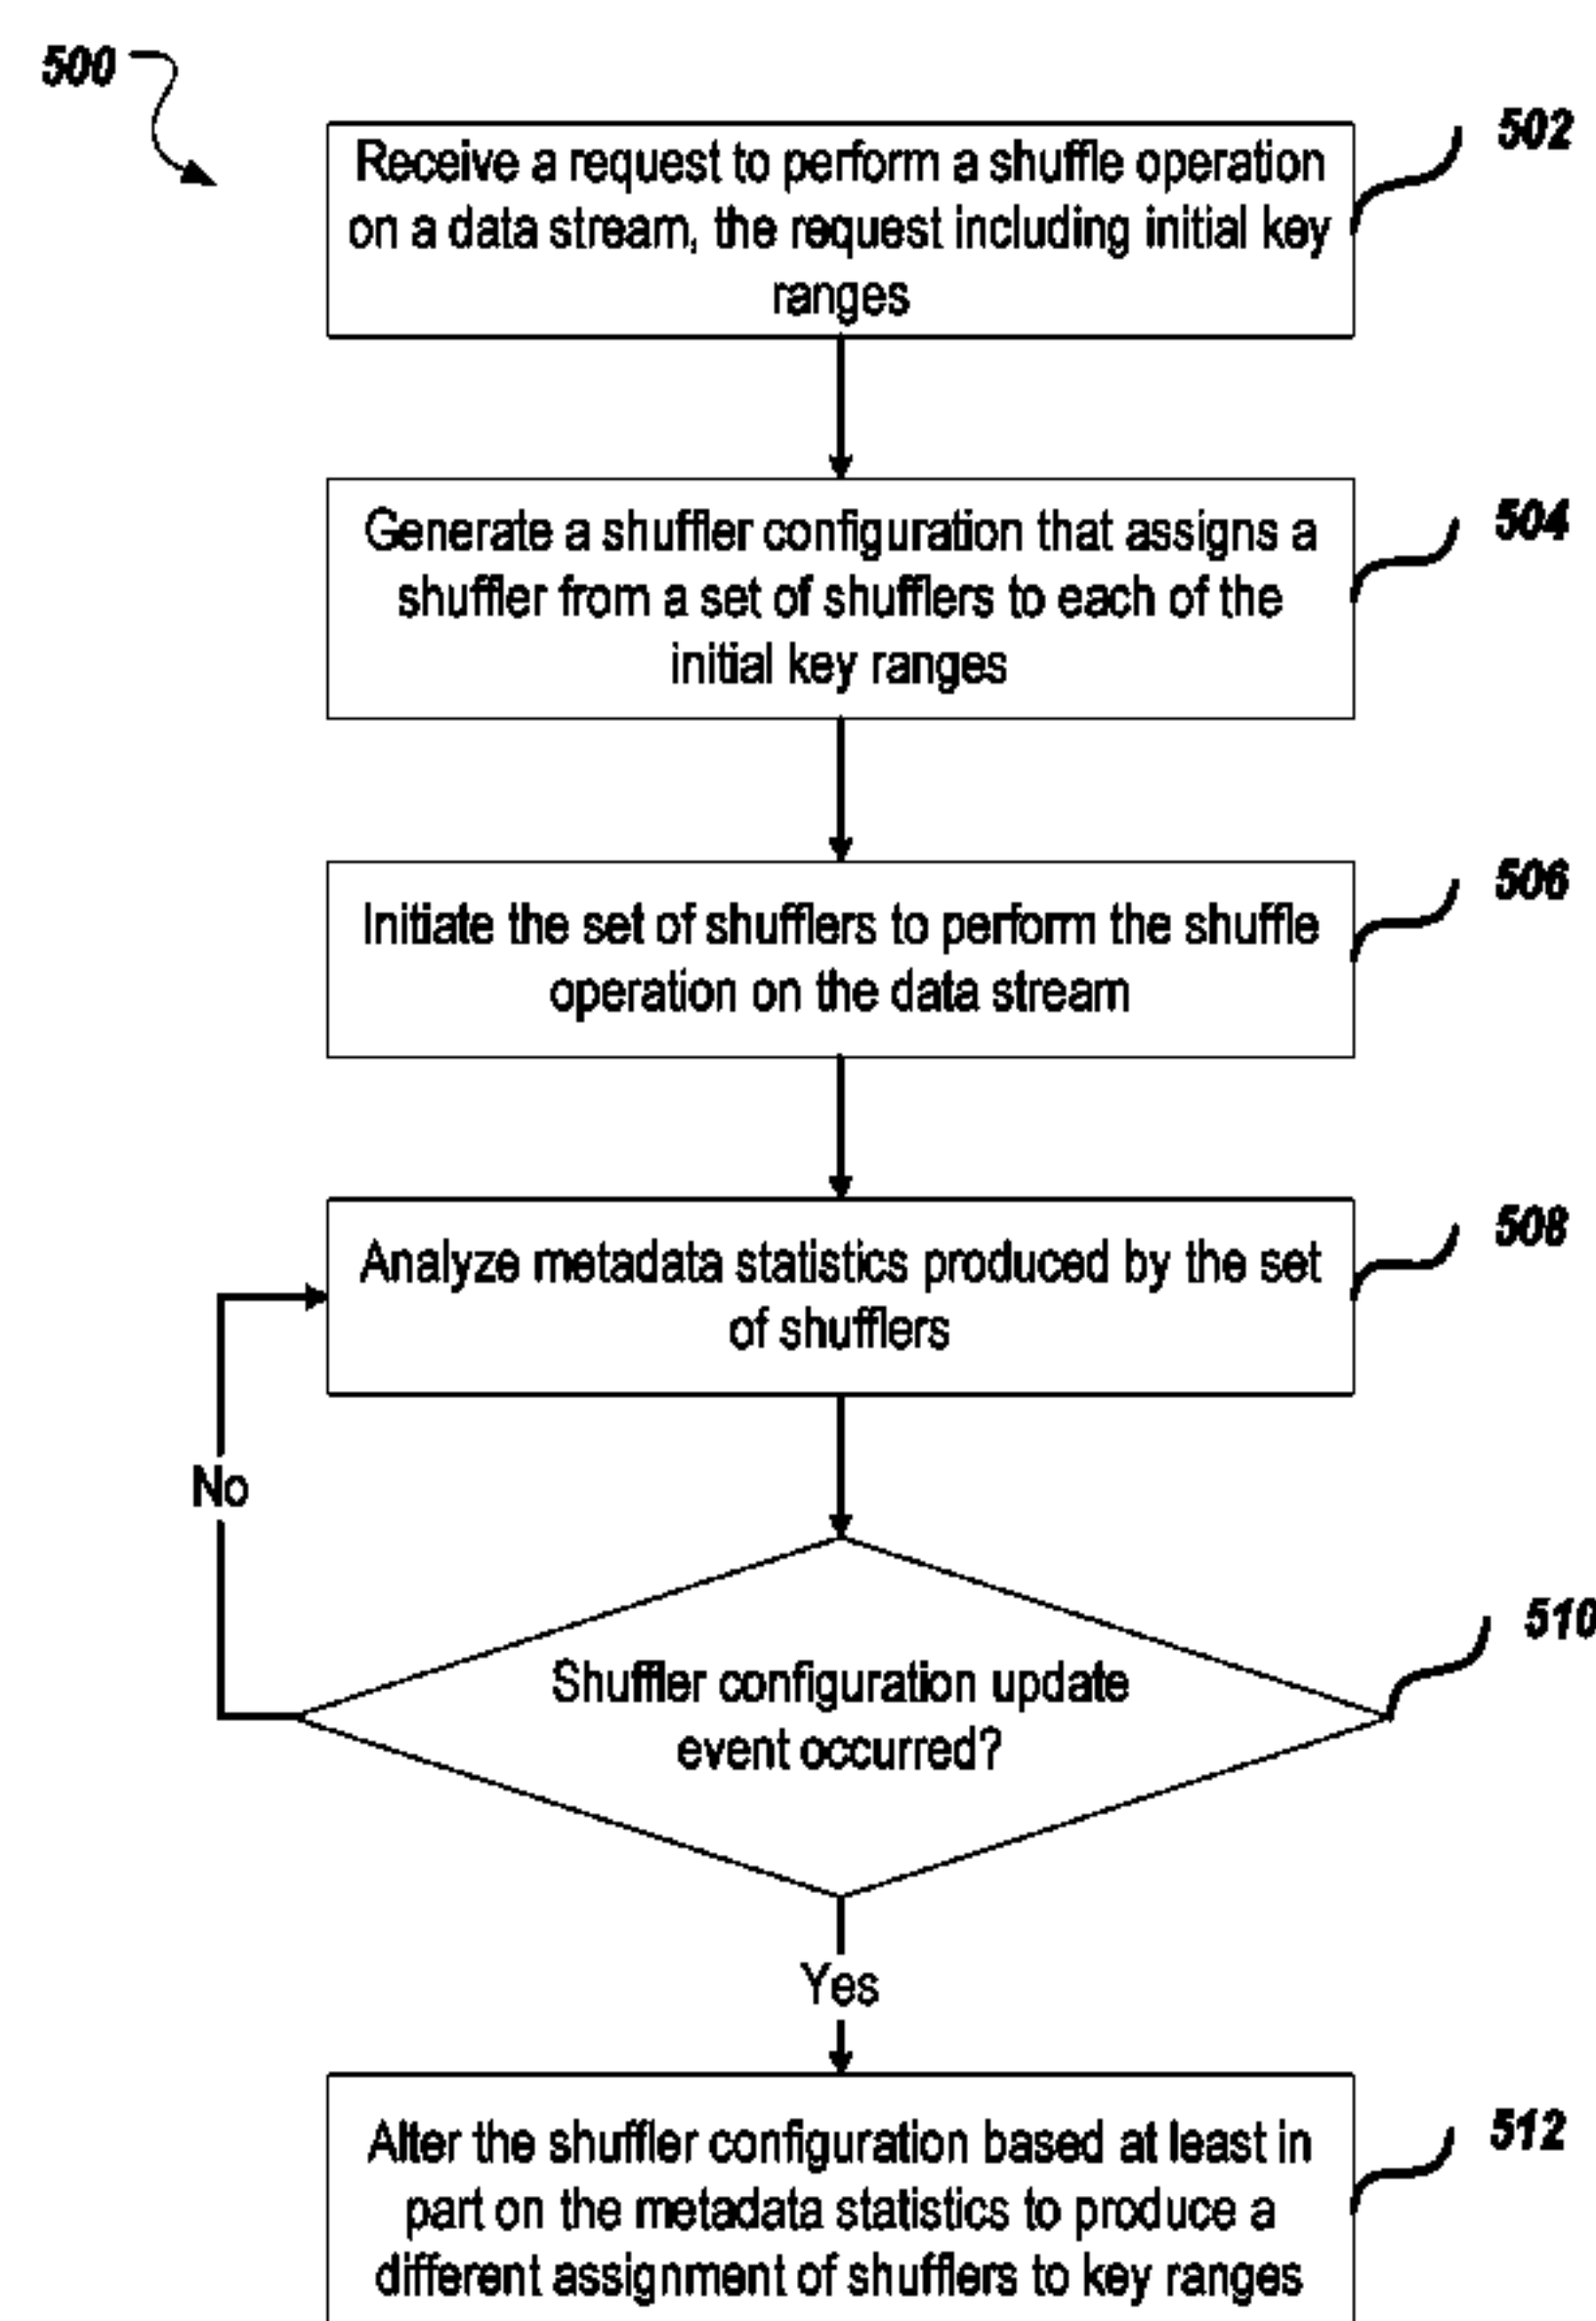 500
502
Receive a request to perform a shuffle operation
on a data stream, the request including initial key
ranges
504
Generate a shuffler configuration that assigns a
shuffler from a set of shufflers to each of the
initial key ranges
506
Initiate the set of shufflers to perform the shuffle
operation on the data stream
508
Analyze metadata statistics produced by the set
of shufflers
No
510
Shuffler configuration update
event occurred?
Yes
512
Alter the shuffler configuration based at least in
part on the metadata statistics to produce a
different assignment of shufflers to key ranges